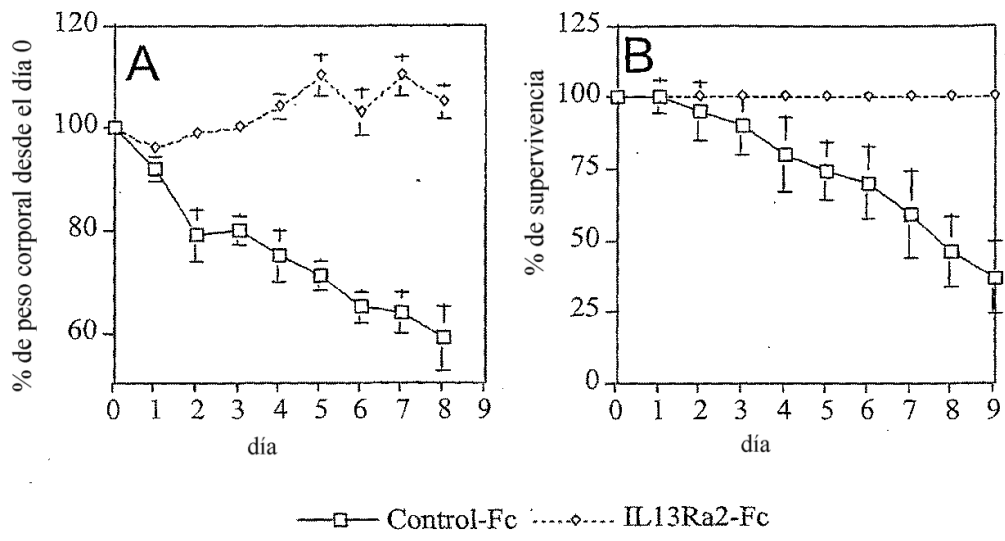 A
% de peso corporal desde el día 0
120
100
80
60
0 1 2 3 4 5 6 7 8 9
día
B
% de supervivencia
125
100
75
50
25
0
0 1 2 3 4 5 6 7 8 9
día
Control-Fc
IL13Ra2-Fc